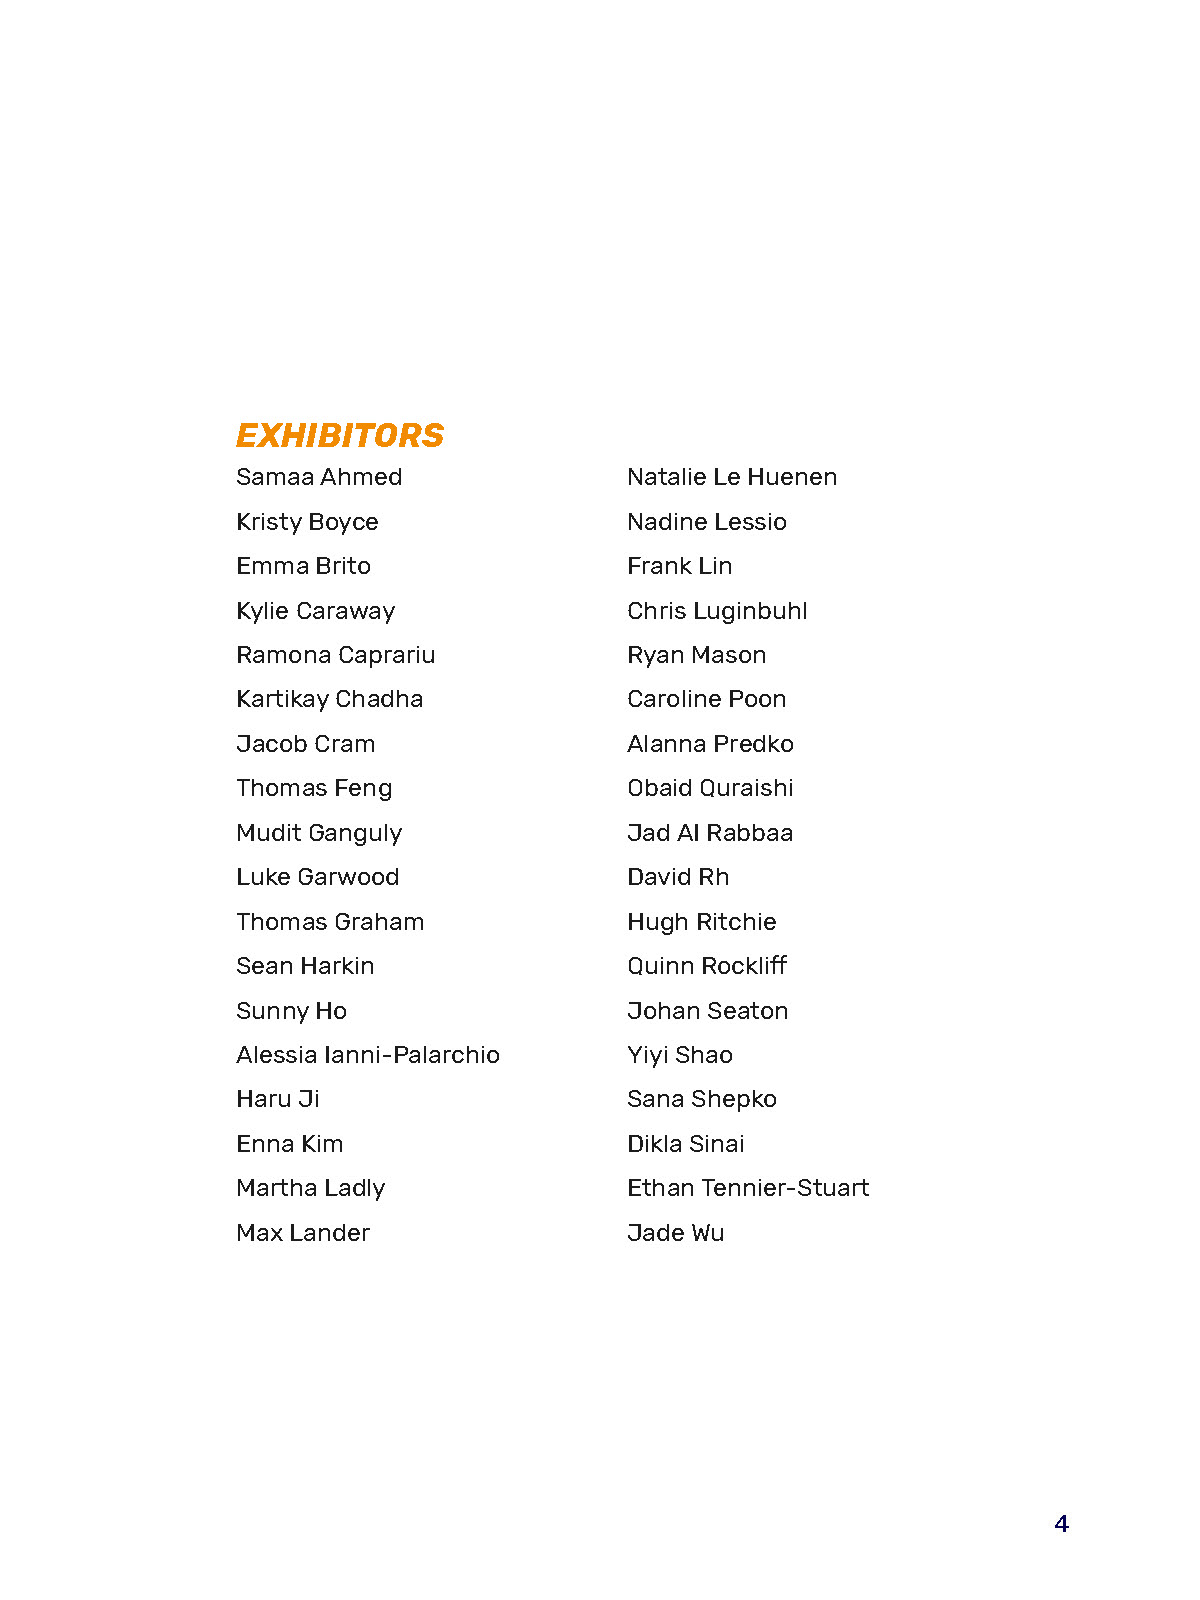 EXHIBITORS
Samaa Ahmed
Kristy Boyce
Emma Brito
Kylie Caraway
Ramona Caprariu
Kartikay Chadha
Jacob Cram
Thomas Feng
Mudit Ganguly
Luke Garwood
Thomas Graham
Sean Harkin
Sunny Ho
Alessia Ianni-Palarchio
Haru Ji
Enna Kim
Martha Ladly
Max Lander
Natalie Le Huenen
Nadine Lessio
Frank Lin
Chris Luginbuhl
Ryan Mason
Caroline Poon
Alanna Predko
Obaid Quraishi
Jad Al Rabbaa
David Rh
Hugh Ritchie
Quinn Rockliff
Johan Seaton
Yiyi Shao
Sana Shepko
Dikla Sinai
Ethan Tennier-Stuart
Jade Wu
4